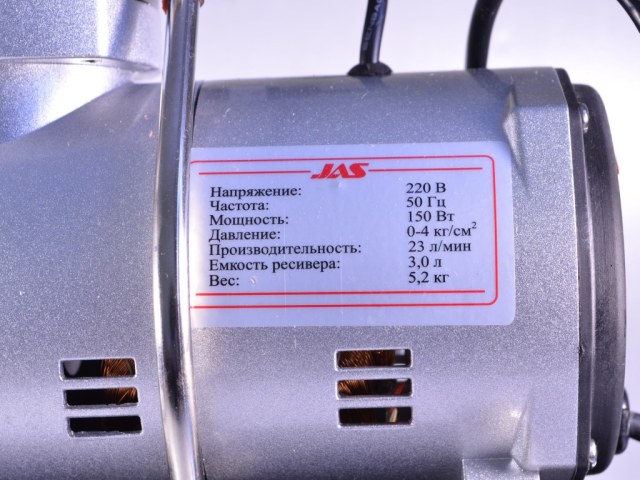 JAS
Напряжение: 220 В
Частота: 50 Гц
Мощность: 150 Вт
Давление: 0-4 кг/см²
Производительность: 23 л/мин
Емкость ресивера: 3,0 л
Вес: 5,2 кг